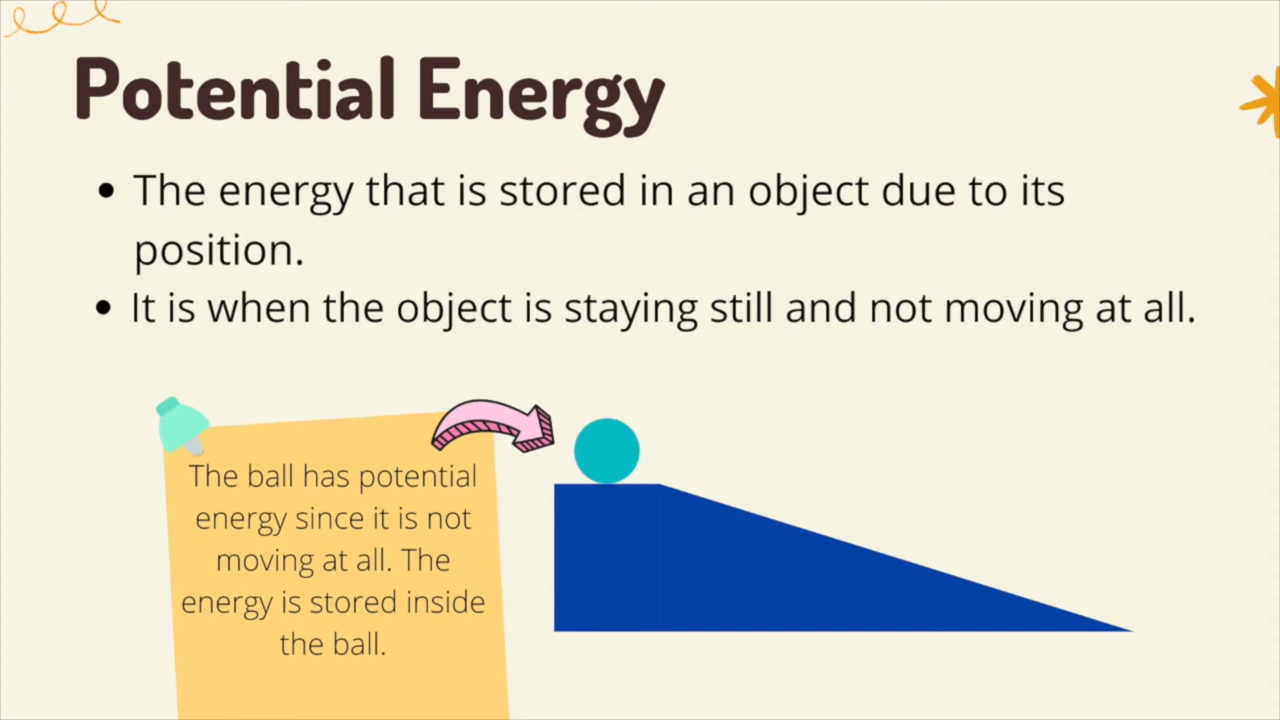 Potential Energy
• The energy that is stored in an object due to its
position.
• It is when the object is staying still and not moving at all.
The ball has potential
energy since it is not
moving at all. The
energy is stored inside
the ball.